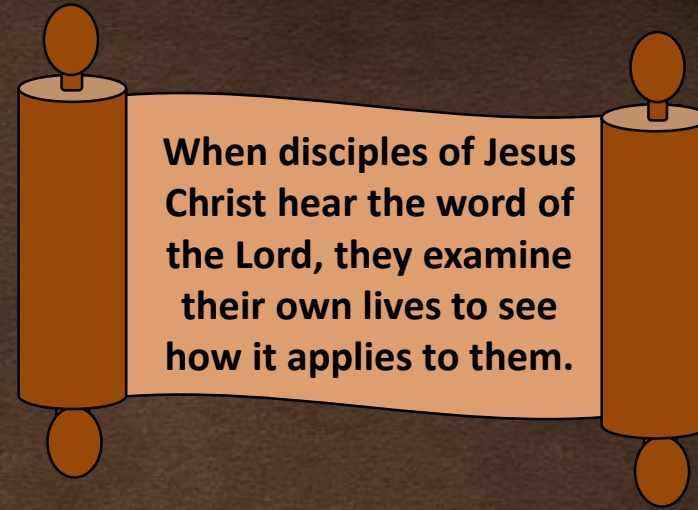 When disciples of Jesus
Christ hear the word of
the Lord, they examine
their own lives to see
how it applies to them.